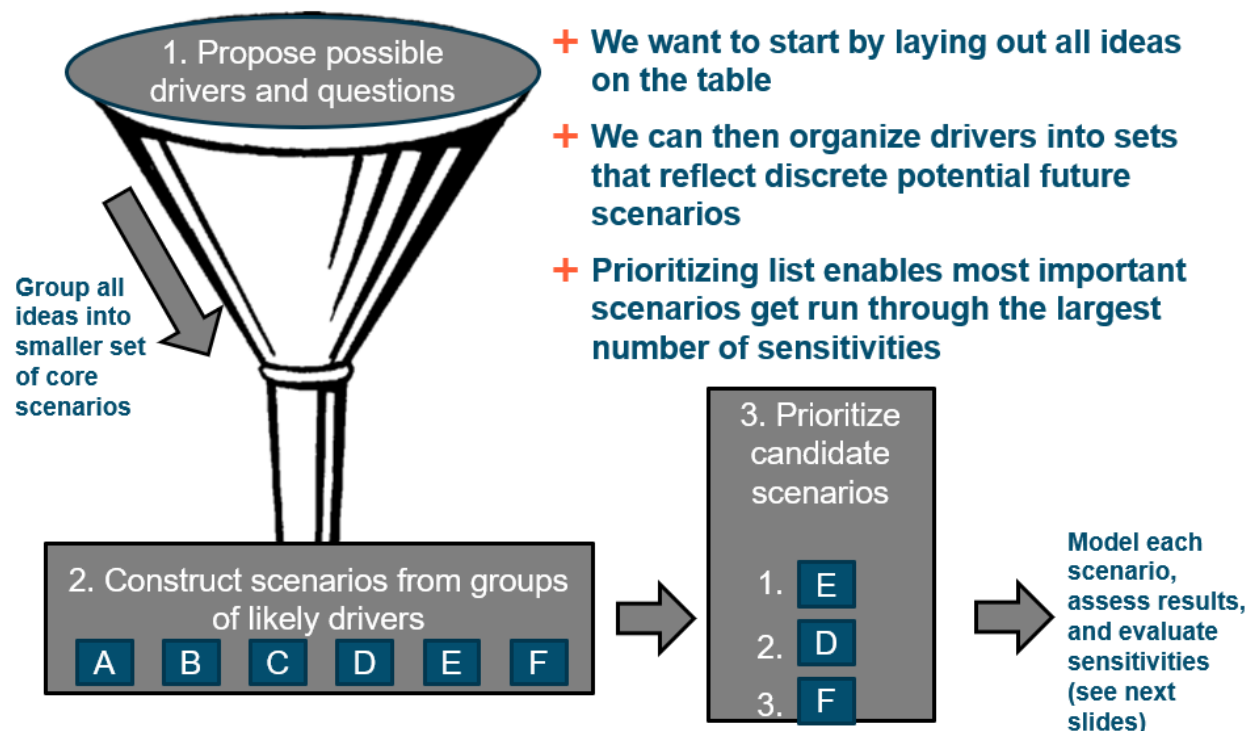 1. Propose possible
drivers and questions
+ We want to start by laying out all ideas
on the table
+ We can then organize drivers into sets
that reflect discrete potential future
scenarios
+ Prioritizing list enables most important
scenarios get run through the largest
number of sensitivities
Group all
ideas into
smaller set
of core
scenarios
2. Construct scenarios from groups
of likely drivers
A B C D E F
3. Prioritize
candidate
scenarios
1. E
2. D
3. F
Model each
scenario,
assess results,
and evaluate
sensitivities
(see next
slides)